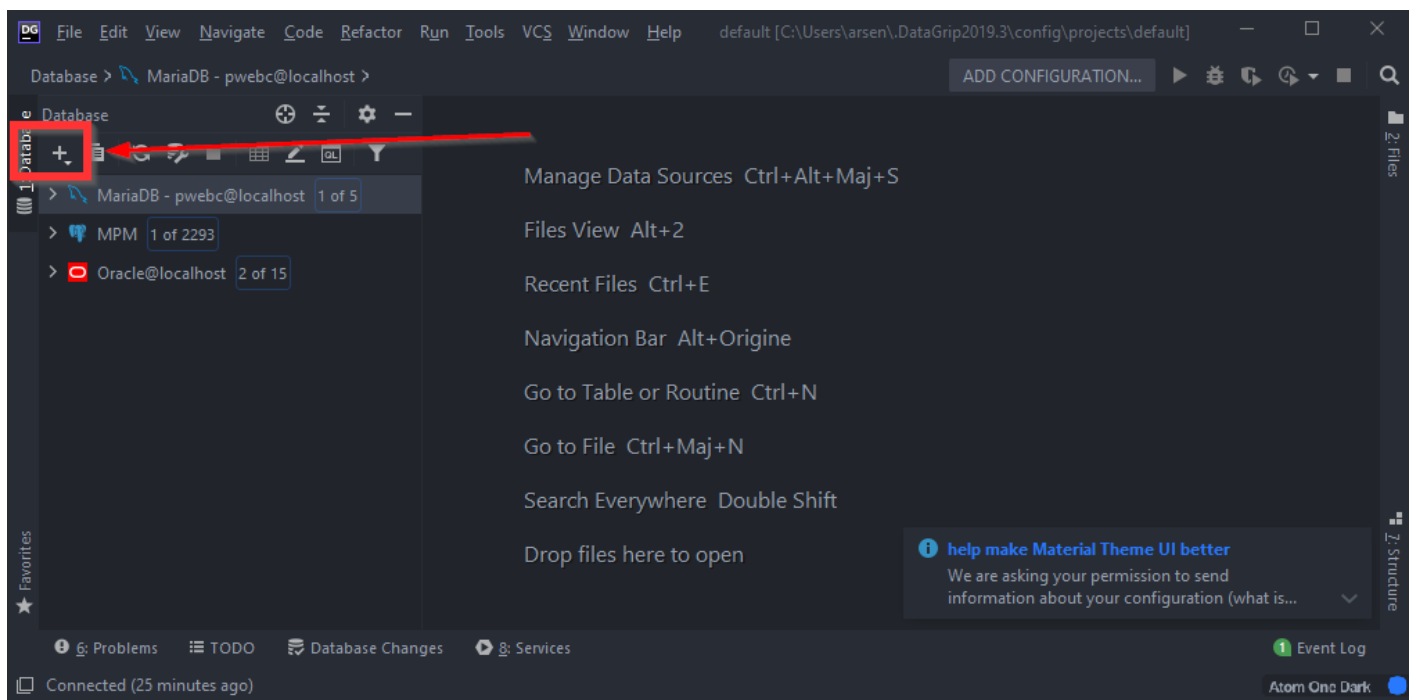 DG File Edit View Navigate Code Refactor Run Tools VCS Window Help default [C:\Users\arsen\.DataGrip2019.3\config\projects\default]
Database > MariaDB - pwebc@localhost > ADD CONFIGURATION...
Database
1: Database
QL
MariaDB - pwebc@localhost 1 of 5
MPM 1 of 2293
Oracle@localhost 2 of 15
Manage Data Sources Ctrl+Alt+Maj+S
Files View Alt+2
Recent Files Ctrl+E
Navigation Bar Alt+Origine
Go to Table or Routine Ctrl+N
Go to File Ctrl+Maj+N
Search Everywhere Double Shift
Drop files here to open
help make Material Theme UI better
We are asking your permission to send
information about your configuration (what is...
2: Files
7: Structure
Favorites
6: Problems TODO Database Changes 8: Services 1 Event Log
Connected (25 minutes ago) Atom One Dark